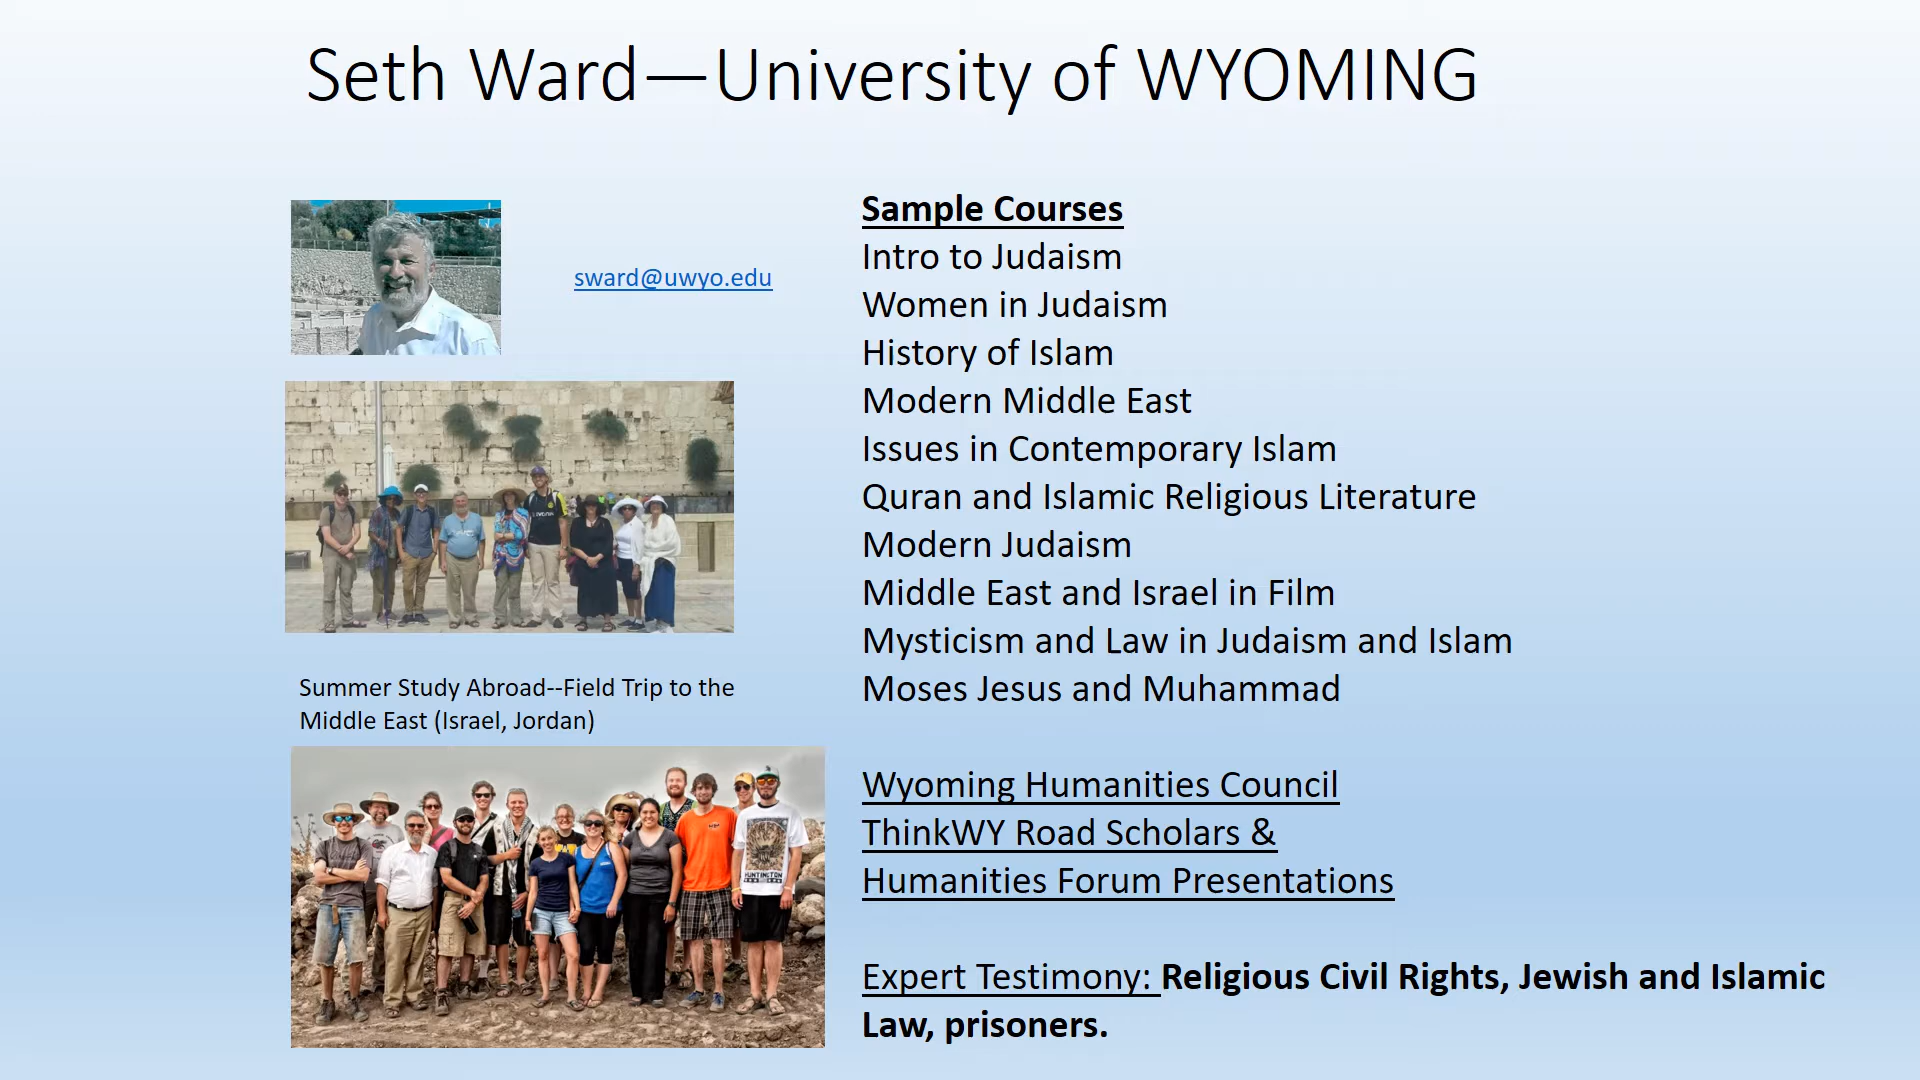 Seth Ward—University of WYOMING
sward@uwyo.edu
Summer Study Abroad--Field Trip to the
Middle East (Israel, Jordan)
HUNTINGTON
Sample Courses
Intro to Judaism
Women in Judaism
History of Islam
Modern Middle East
Issues in Contemporary Islam
Quran and Islamic Religious Literature
Modern Judaism
Middle East and Israel in Film
Mysticism and Law in Judaism and Islam
Moses Jesus and Muhammad
Wyoming Humanities Council
ThinkWY Road Scholars &
Humanities Forum Presentations
Expert Testimony: Religious Civil Rights, Jewish and Islamic
Law, prisoners.